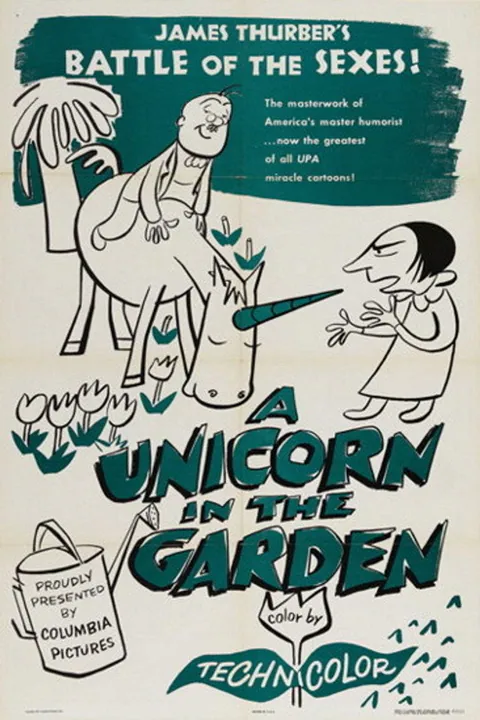 JAMES THURBER'S
BATTLE OF THE SEXES!
The masterwork of
America's master humorist
...now the greatest
of all UPA
miracle cartoons!
A
UNICORN
IN THE
GARDEN
PROUDLY
PRESENTED
BY
COLUMBIA
PICTURES
color by
TECHNICOLOR